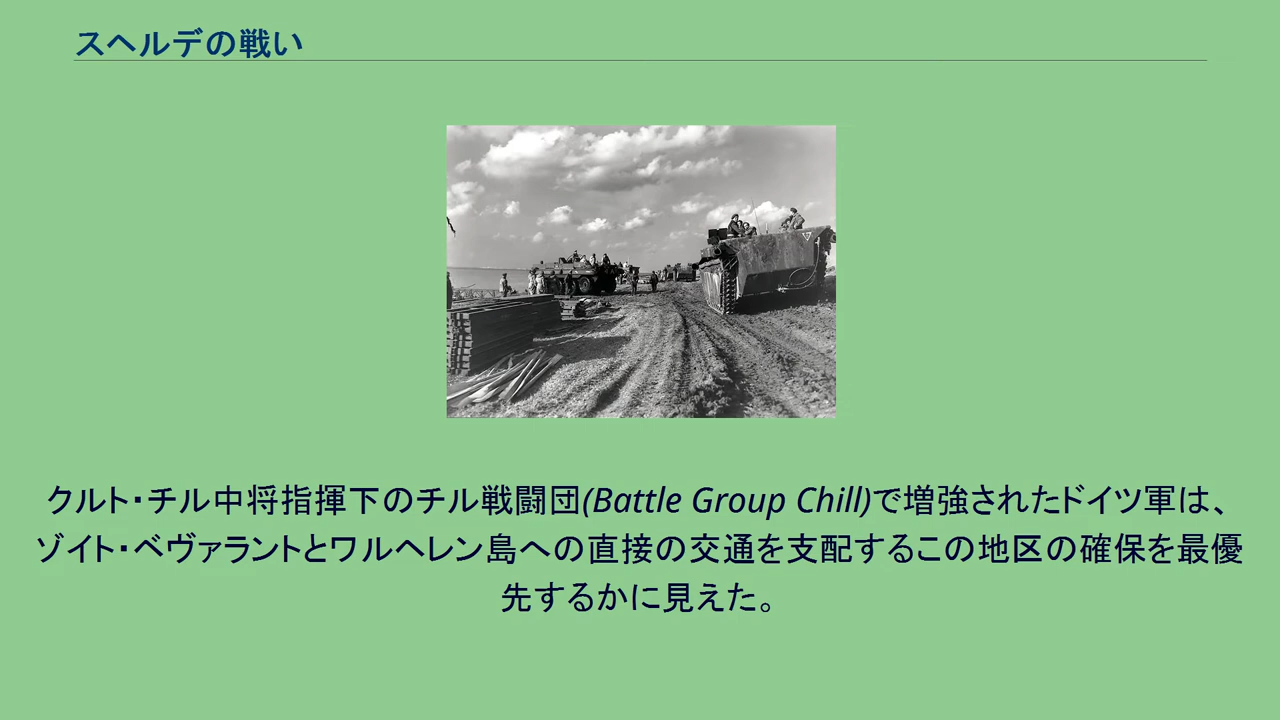 スヘルデの戦い
クルト・チル中将指揮下のチル戦闘団(Battle Group Chill)で増強されたドイツ軍は、
ゾイト・ベヴァラントとワルヘレン島への直接の交通を支配するこの地区の確保を最優
先するかに見えた。